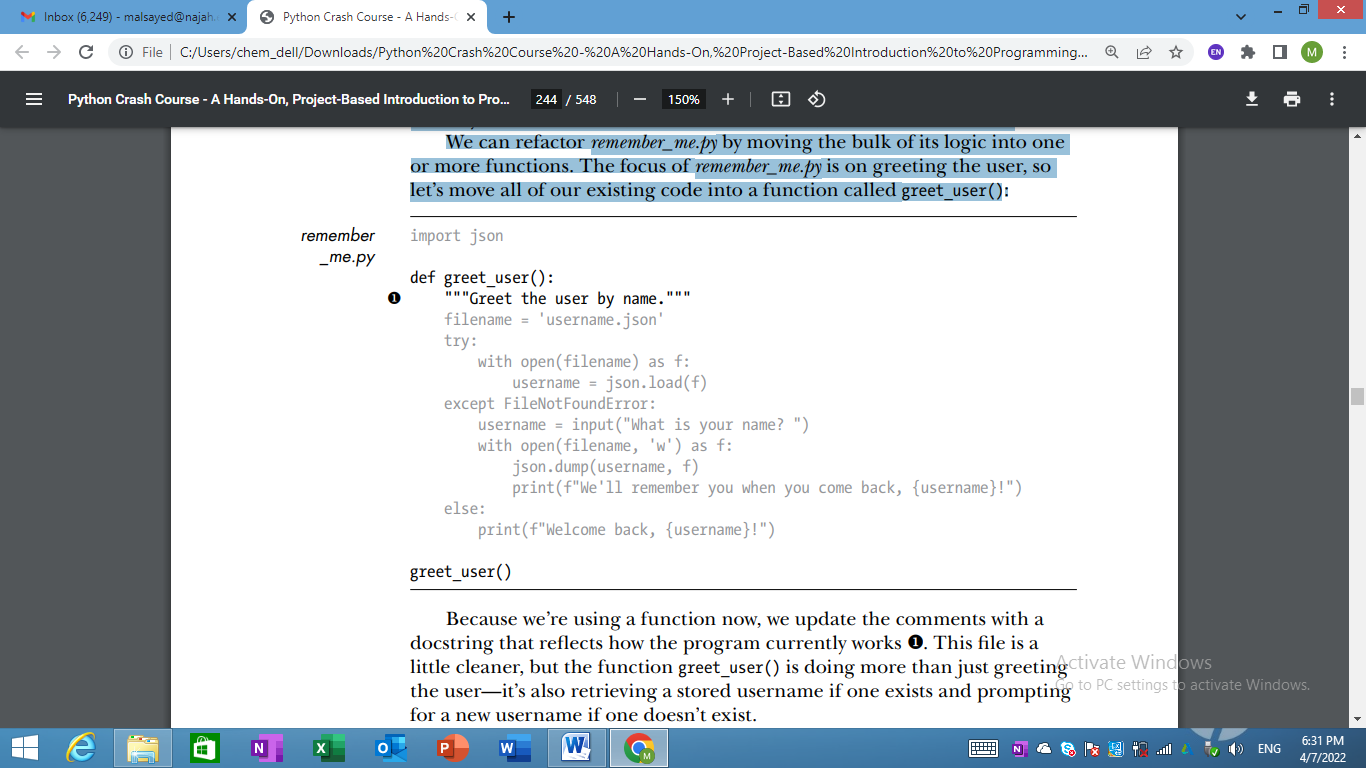 Inbox (6,249) - malsayed@najah.
Python Crash Course - A Hands-O
File
C:/Users/chem_dell/Downloads/Python%20Crash%20Course%20-%20A%20Hands-On,%20Project-Based%20Introduction%20to%20Programming...
EN
M
Python Crash Course - A Hands-On, Project-Based Introduction to Pro...
244 / 548
150%
We can refactor remember_me.py by moving the bulk of its logic into one
or more functions. The focus of remember_me.py is on greeting the user, so
let's move all of our existing code into a function called greet_user():
remember
_me.py
import json
def greet_user():
❶
"""Greet the user by name."""
filename = 'username.json'
try:
with open(filename) as f:
username = json.load(f)
except FileNotFoundError:
username = input("What is your name? ")
with open(filename, 'w') as f:
json.dump(username, f)
print(f"We'll remember you when you come back, {username}!")
else:
print(f"Welcome back, {username}!")
greet_user()
Because we're using a function now, we update the comments with a
docstring that reflects how the program currently works ❶. This file is a
little cleaner, but the function greet_user() is doing more than just greeting
the user—it's also retrieving a stored username if one exists and prompting
for a new username if one doesn't exist.
Activate Windows
Go to PC settings to activate Windows.
ENG
6:31 PM
4/7/2022